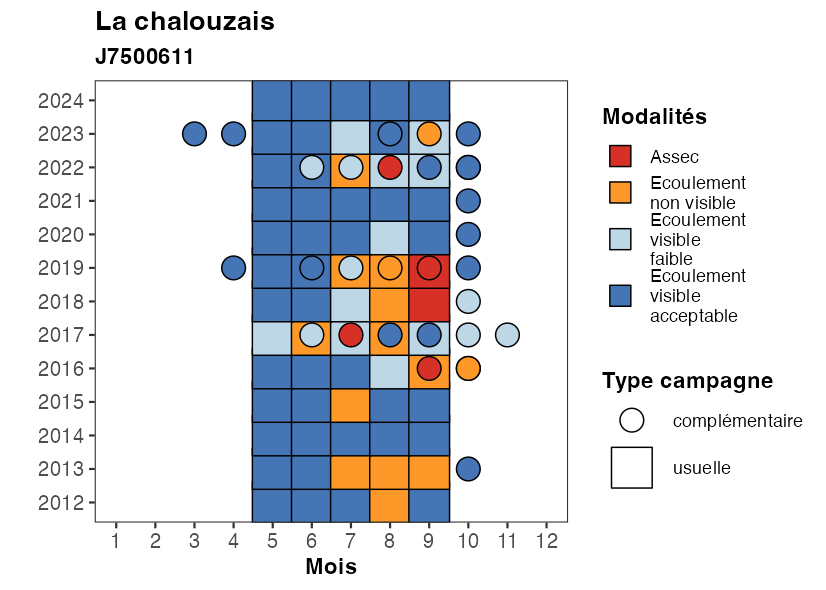 La chalouzais
J7500611
2024
2023
2022
2021
2020
2019
2018
2017
2016
2015
2014
2013
2012
1 2 3 4 5 6 7 8 9 10 11 12
Mois
Modalités
Assec
Ecoulement
non visible
Ecoulement
visible
faible
Ecoulement
visible
acceptable
Type campagne
complémentaire
usuelle